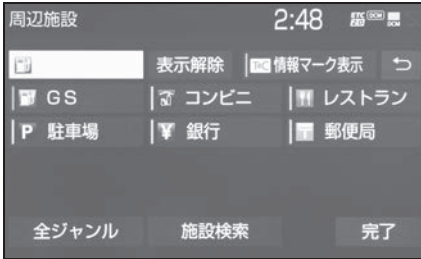 周辺施設 2:48
表示解除 情報マーク表示
GS コンビニ レストラン
P 駐車場 ¥ 銀行 〒 郵便局
全ジャンル 施設検索 完了